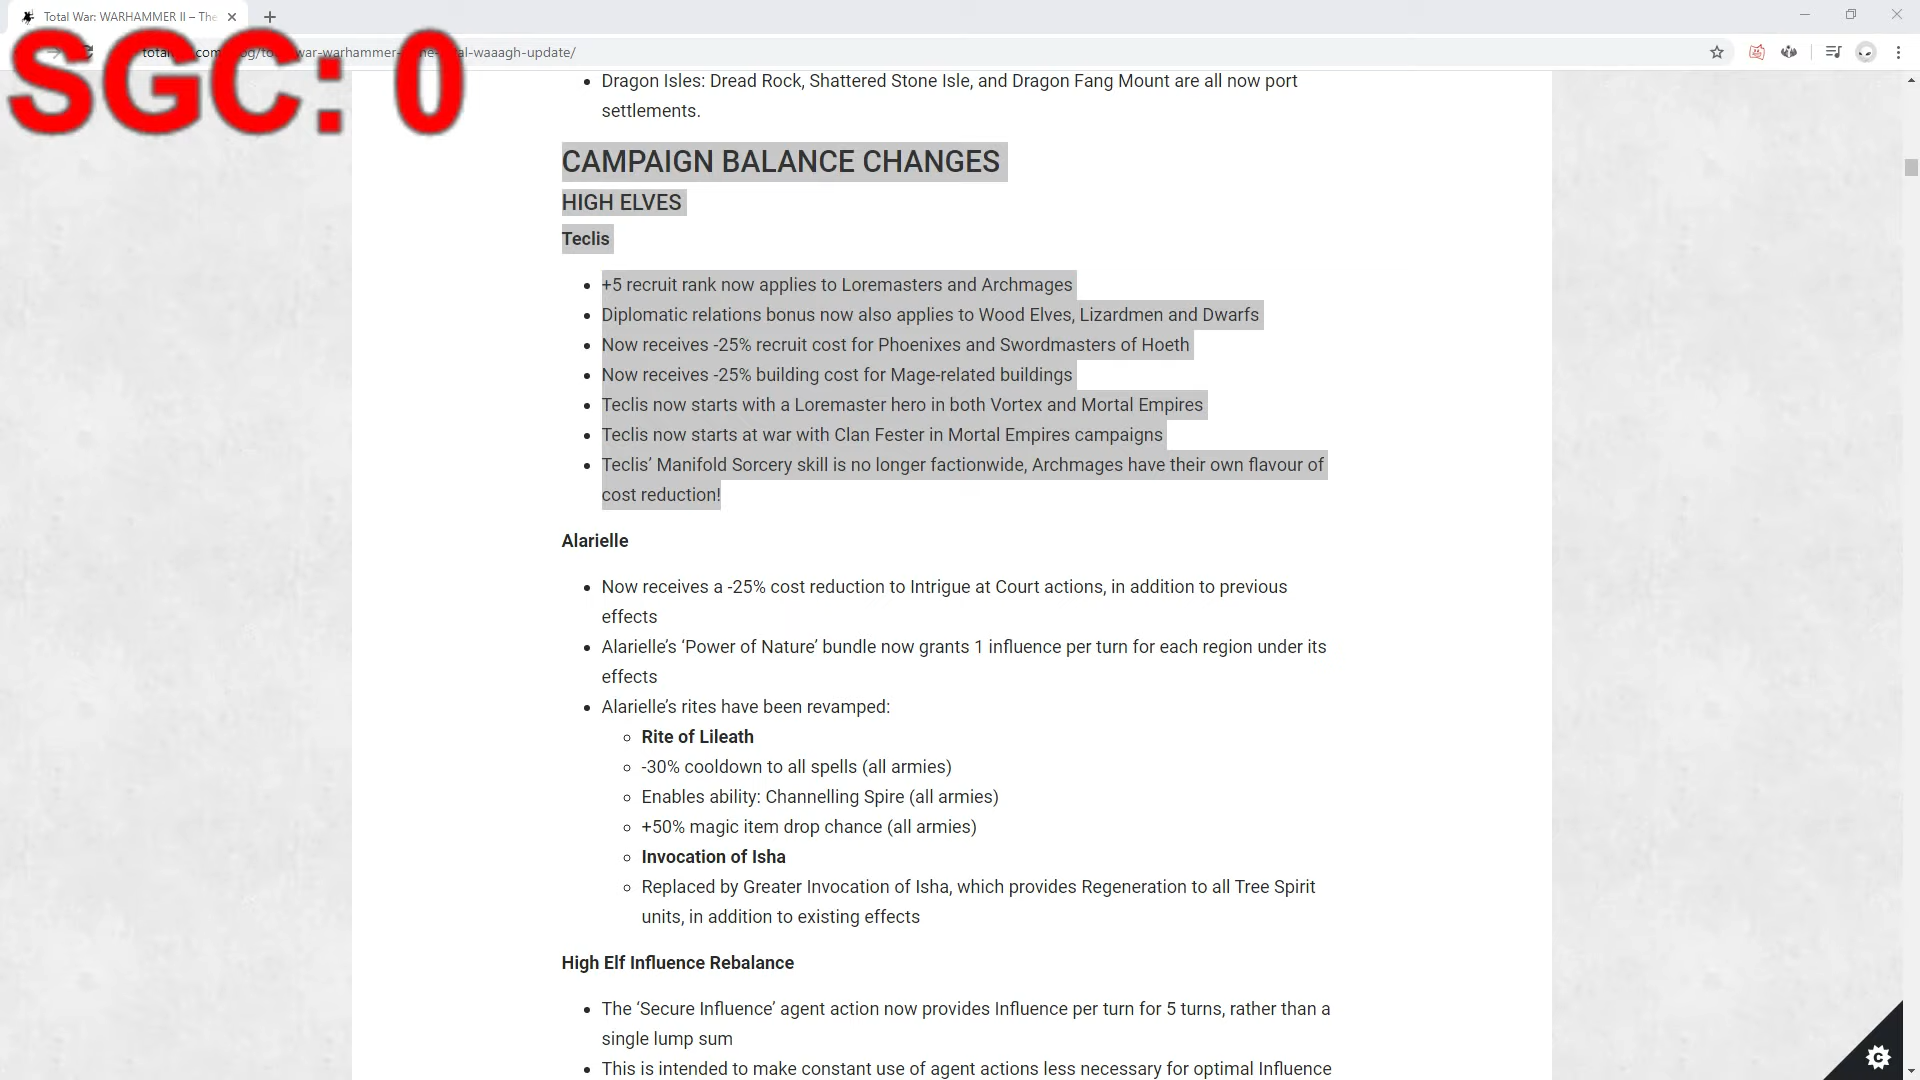 Total War: WARHAMMER II – The
SGC: 0
war-warhammer-
waaagh-update/
Dragon Isles: Dread Rock, Shattered Stone Isle, and Dragon Fang Mount are all now port
settlements.
CAMPAIGN BALANCE CHANGES
HIGH ELVES
Teclis
+5 recruit rank now applies to Loremasters and Archmages
Diplomatic relations bonus now also applies to Wood Elves, Lizardmen and Dwarfs
Now receives -25% recruit cost for Phoenixes and Swordmasters of Hoeth
Now receives -25% building cost for Mage-related buildings
Teclis now starts with a Loremaster hero in both Vortex and Mortal Empires
Teclis now starts at war with Clan Fester in Mortal Empires campaigns
Teclis’ Manifold Sorcery skill is no longer factionwide, Archmages have their own flavour of
cost reduction!
Alarielle
Now receives a -25% cost reduction to Intrigue at Court actions, in addition to previous
effects
Alarielle’s ‘Power of Nature’ bundle now grants 1 influence per turn for each region under its
effects
Alarielle’s rites have been revamped:
Rite of Lileath
-30% cooldown to all spells (all armies)
Enables ability: Channelling Spire (all armies)
+50% magic item drop chance (all armies)
Invocation of Isha
Replaced by Greater Invocation of Isha, which provides Regeneration to all Tree Spirit
units, in addition to existing effects
High Elf Influence Rebalance
The ‘Secure Influence’ agent action now provides Influence per turn for 5 turns, rather than a
single lump sum
This is intended to make constant use of agent actions less necessary for optimal Influence